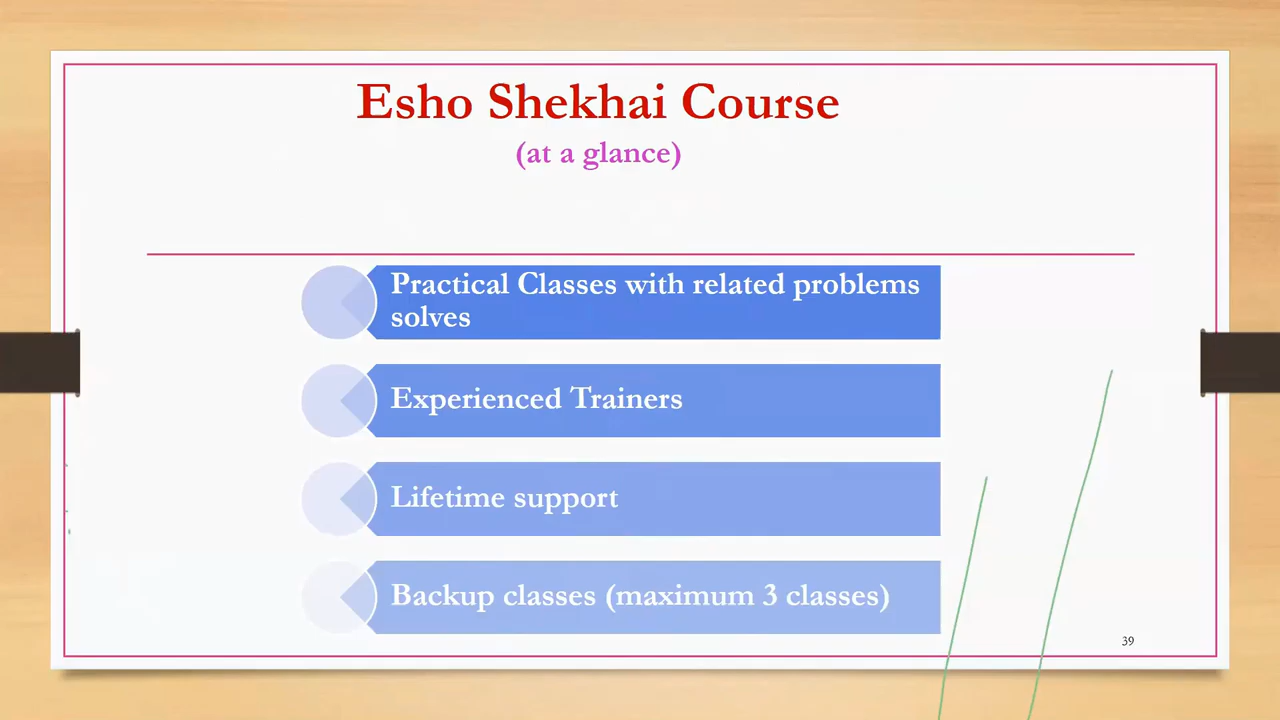 Esho Shekhai Course
(at a glance)
Practical Classes with related problems
solves
Experienced Trainers
Lifetime support
Backup classes (maximum 3 classes)
39